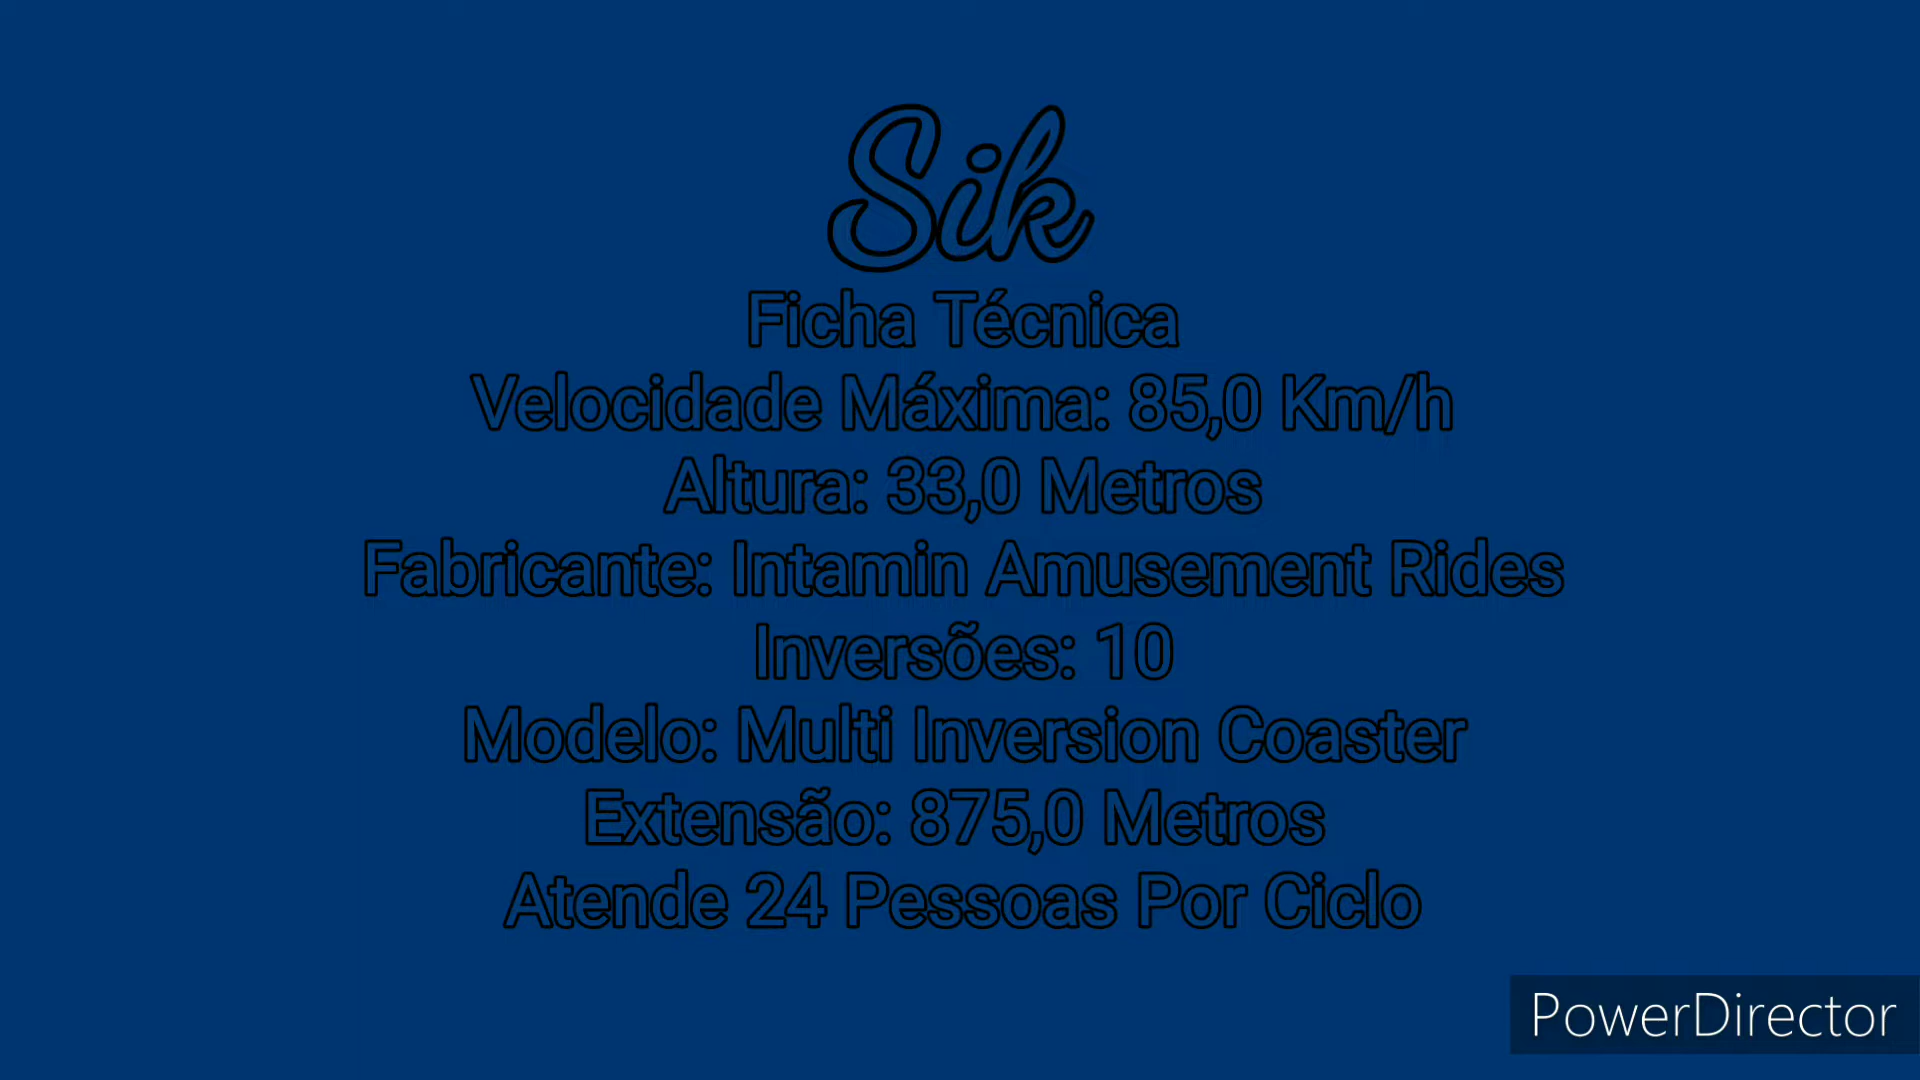 Sik
Ficha Técnica
Velocidade Máxima: 85,0 Km/h
Altura: 33,0 Metros
Fabricante: Intamin Amusement Rides
Inversões: 10
Modelo: Multi Inversion Coaster
Extensão: 875,0 Metros
Atende 24 Pessoas Por Ciclo
PowerDirector